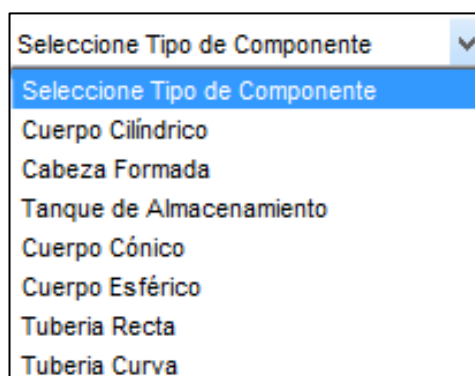 Seleccione Tipo de Componente
Seleccione Tipo de Componente
Cuerpo Cilíndrico
Cabeza Formada
Tanque de Almacenamiento
Cuerpo Cónico
Cuerpo Esférico
Tuberia Recta
Tuberia Curva